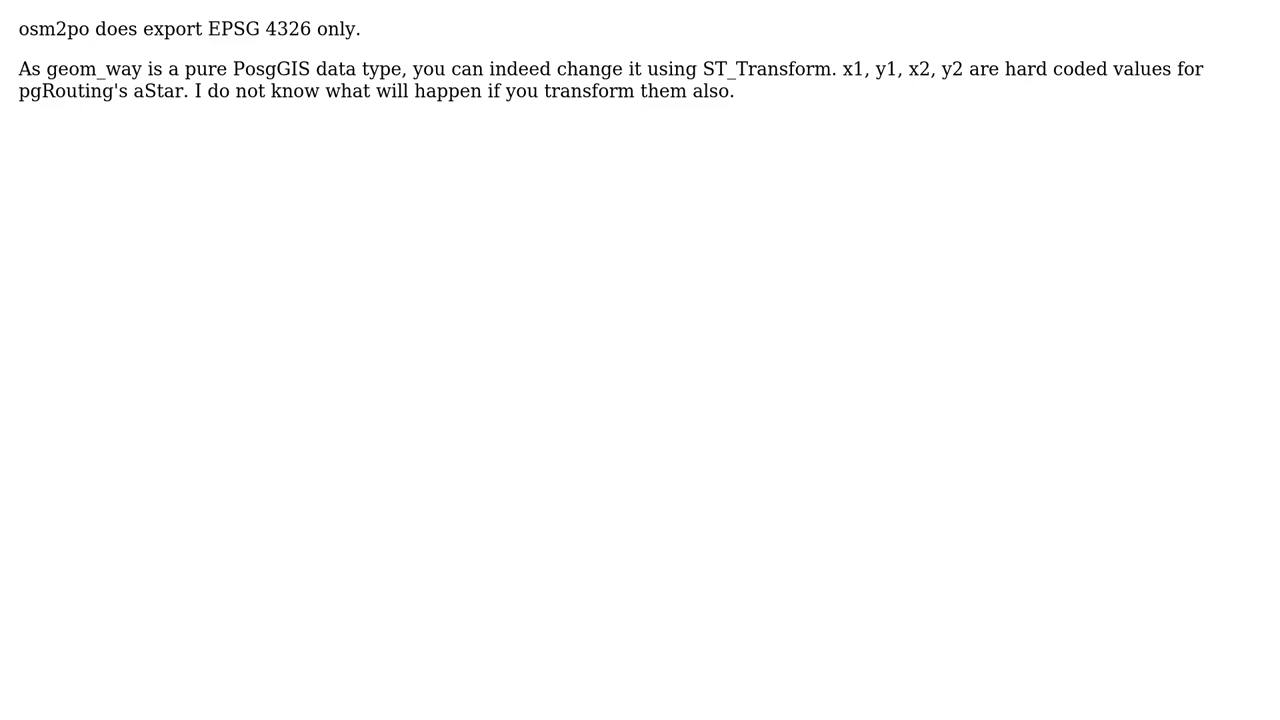 osm2po does export EPSG 4326 only.
As geom_way is a pure PosgGIS data type, you can indeed change it using ST_Transform. x1, y1, x2, y2 are hard coded values for
pgRouting's aStar. I do not know what will happen if you transform them also.